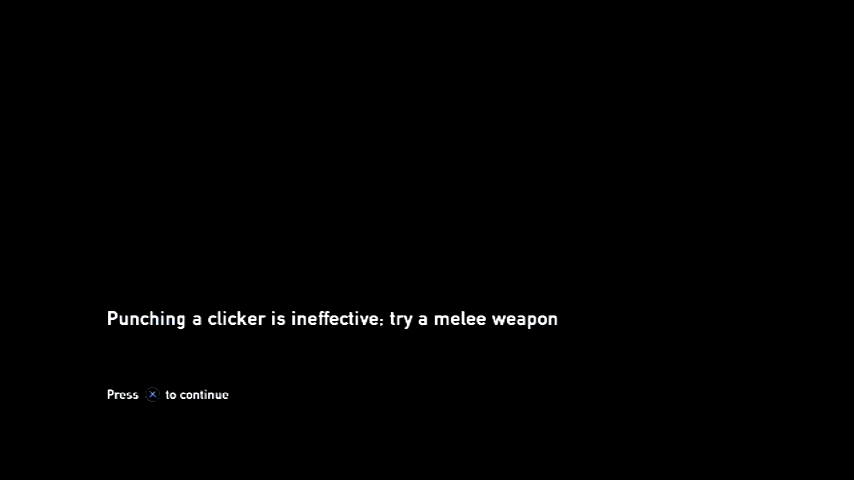 Punching a clicker is ineffective; try a melee weapon
Press ✕ to continue